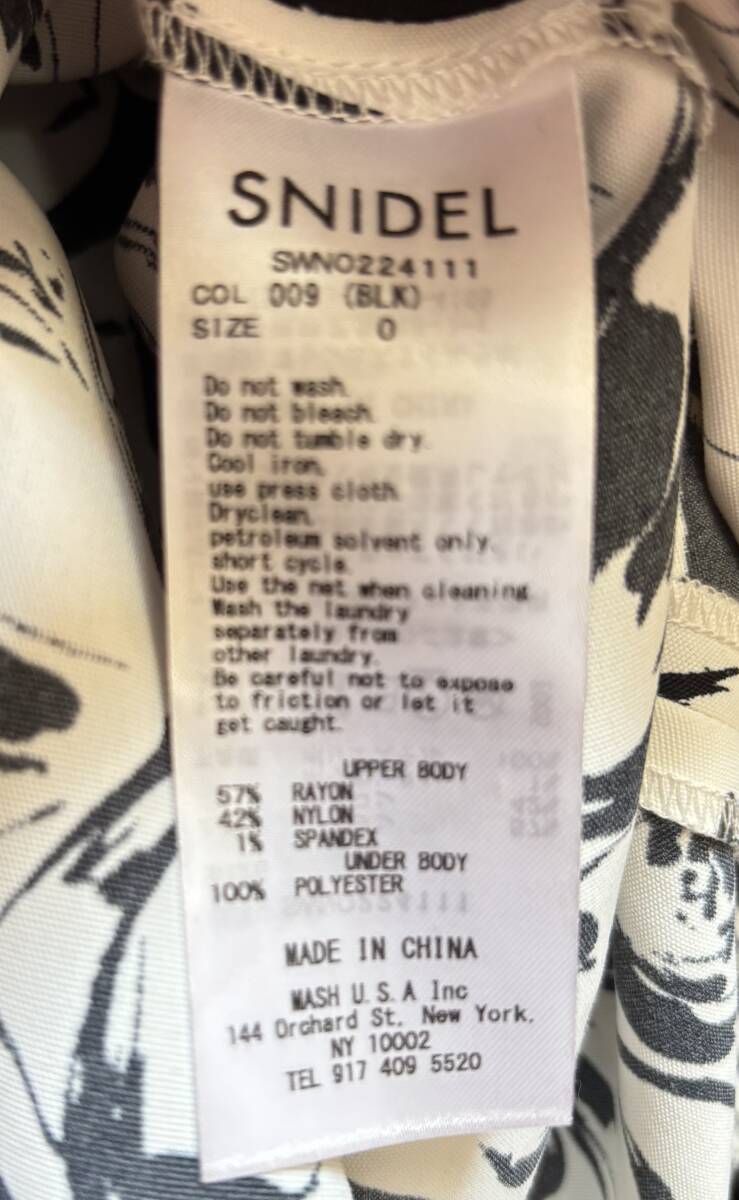 SNIDEL
SWNO224111
COL 009 (BLK)
SIZE 0
Do not wash.
Do not bleach.
Do not tumble dry.
Cool iron.
use press cloth.
Dryclean.
petroleum solvent only.
short cycle.
Use the net when cleaning.
Wash the laundry
separately from
other laundry.
Be careful not to expose
to friction or let it
get caught.
UPPER BODY
57% RAYON
42% NYLON
1% SPANDEX
UNDER BODY
100% POLYESTER
MADE IN CHINA
MASH U.S.A Inc
144 Orchard St. New York.
NY 10002
TEL 917 409 5520